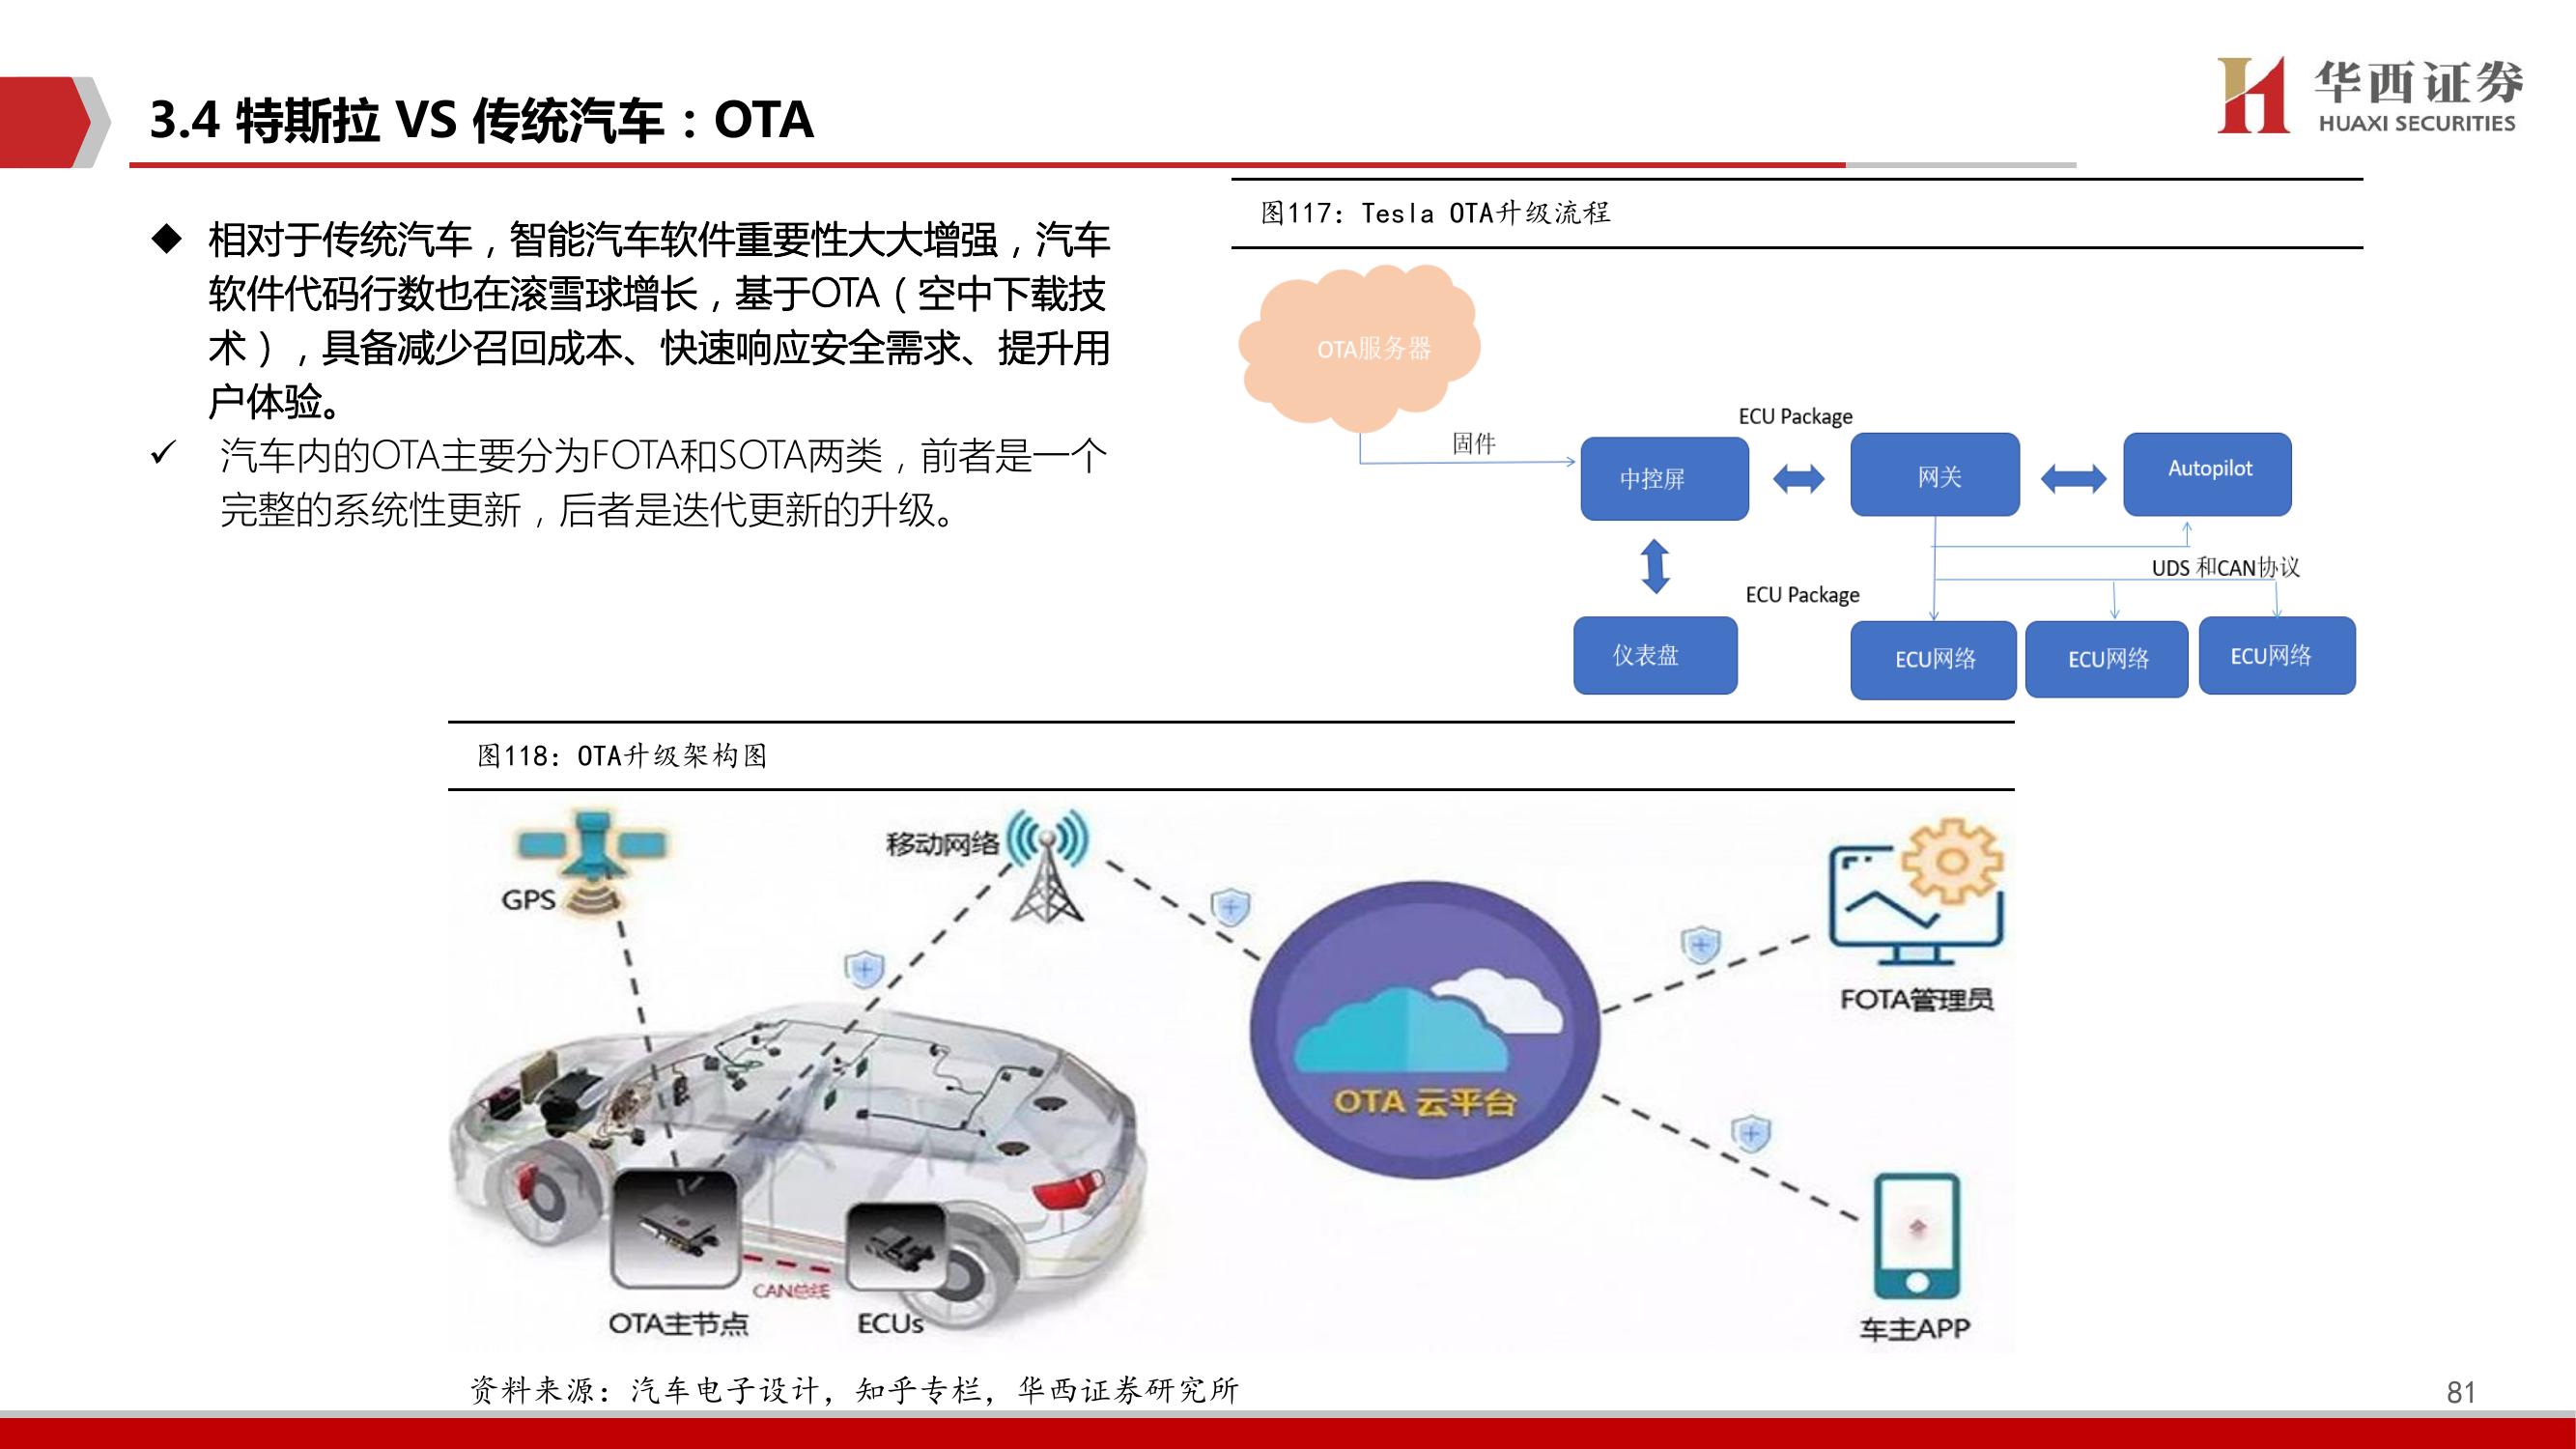 3.4 特斯拉 VS 传统汽车：OTA
华西证券
HUAXI SECURITIES
◆ 相对于传统汽车，智能汽车软件重要性大大增强，汽车
软件代码行数也在滚雪球增长，基于OTA（空中下载技
术），具备减少召回成本、快速响应安全需求、提升用
户体验。
✓ 汽车内的OTA主要分为FOTA和SOTA两类，前者是一个
完整的系统性更新，后者是迭代更新的升级。
图117：Tesla OTA升级流程
OTA服务器
固件
ECU Package
中控屏
网关
Autopilot
UDS 和CAN协议
ECU Package
仪表盘
ECU网络
ECU网络
ECU网络
图118：OTA升级架构图
GPS
移动网络
OTA 云平台
FOTA管理员
CAN总线
OTA主节点
ECUs
车主APP
资料来源：汽车电子设计，知乎专栏，华西证券研究所
81